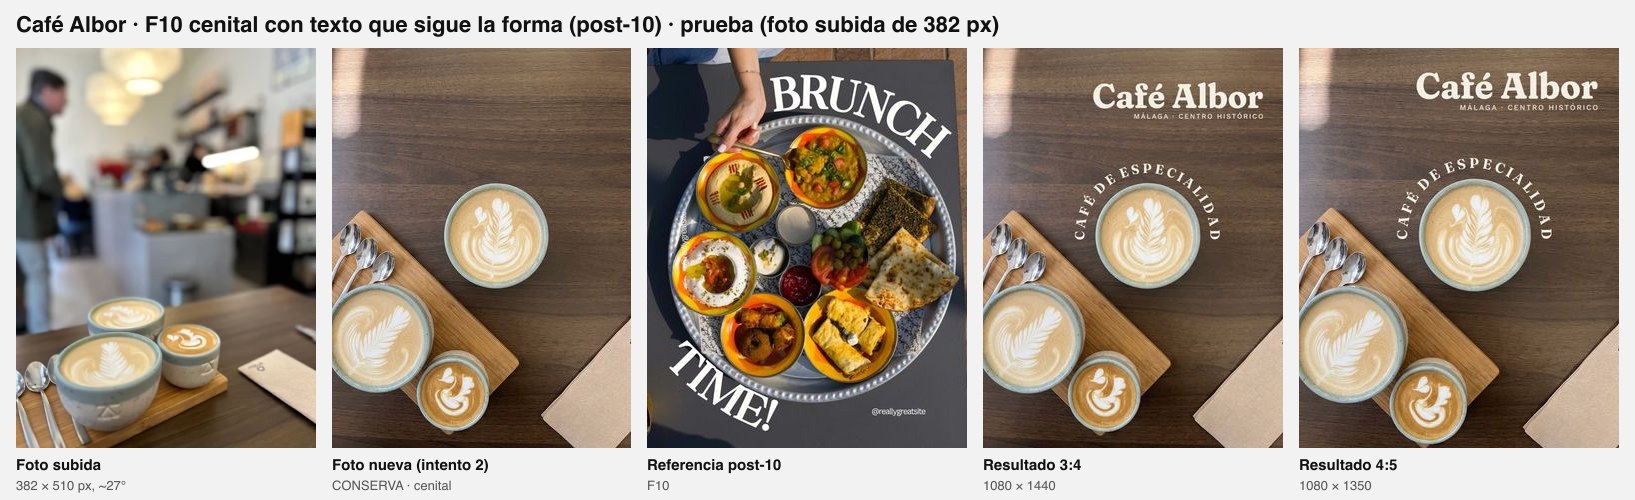 Café Albor · F10 cenital con texto que sigue la forma (post-10) · prueba (foto subida de 382 px)
BRUNCH
TIME!
@reallygreatsite
Café Albor
MÁLAGA · CENTRO HISTÓRICO
CAFÉ DE ESPECIALIDAD
Café Albor
MÁLAGA · CENTRO HISTÓRICO
CAFÉ DE ESPECIALIDAD
Foto subida
382 × 510 px, ~27°
Foto nueva (intento 2)
CONSERVA · cenital
Referencia post-10
F10
Resultado 3:4
1080 × 1440
Resultado 4:5
1080 × 1350